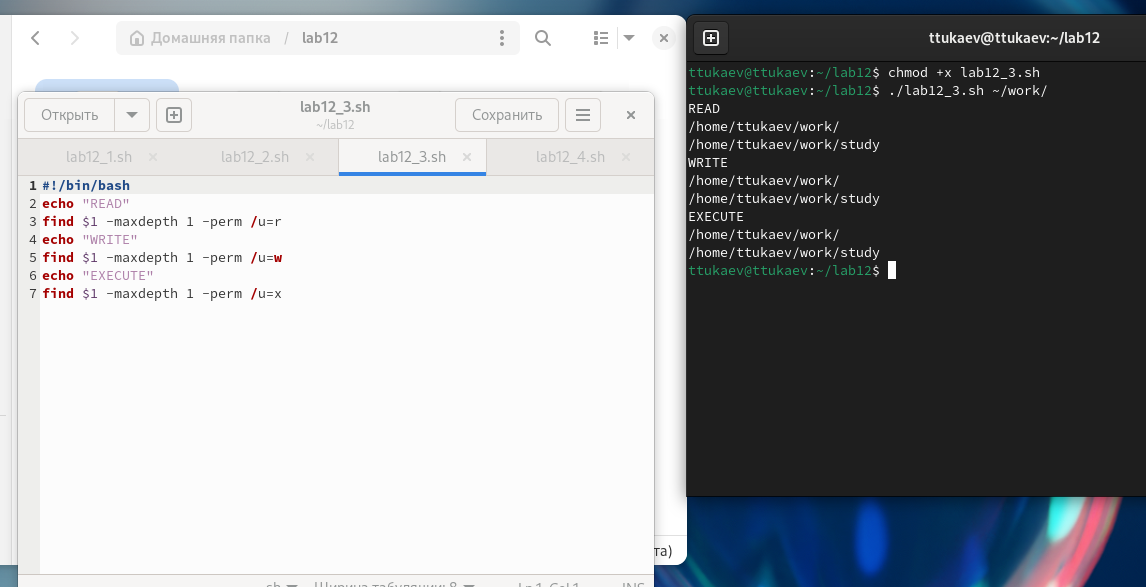 Домашняя папка / lab12
lab12_3.sh
~/lab12
Открыть
Сохранить
lab12_1.sh
lab12_2.sh
lab12_3.sh
lab12_4.sh
1 #!/bin/bash
2 echo "READ"
3 find $1 -maxdepth 1 -perm /u=r
4 echo "WRITE"
5 find $1 -maxdepth 1 -perm /u=w
6 echo "EXECUTE"
7 find $1 -maxdepth 1 -perm /u=x
та)
sh
Ширина табуляции: 8
Ln 1, Col 1
INS
ttukaev@ttukaev:~/lab12
ttukaev@ttukaev:~/lab12$ chmod +x lab12_3.sh
ttukaev@ttukaev:~/lab12$ ./lab12_3.sh ~/work/
READ
/home/ttukaev/work/
/home/ttukaev/work/study
WRITE
/home/ttukaev/work/
/home/ttukaev/work/study
EXECUTE
/home/ttukaev/work/
/home/ttukaev/work/study
ttukaev@ttukaev:~/lab12$